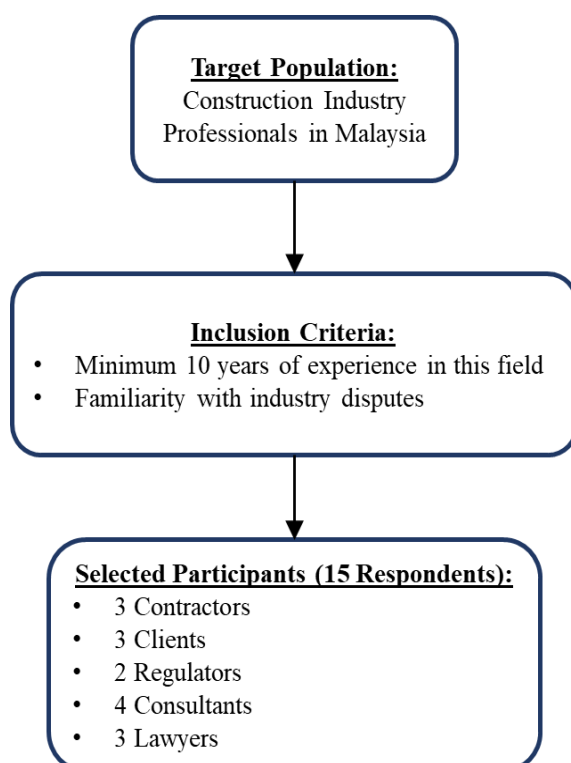 Target Population:
Construction Industry
Professionals in Malaysia
Inclusion Criteria:
• Minimum 10 years of experience in this field
• Familiarity with industry disputes
Selected Participants (15 Respondents):
• 3 Contractors
• 3 Clients
• 2 Regulators
• 4 Consultants
• 3 Lawyers